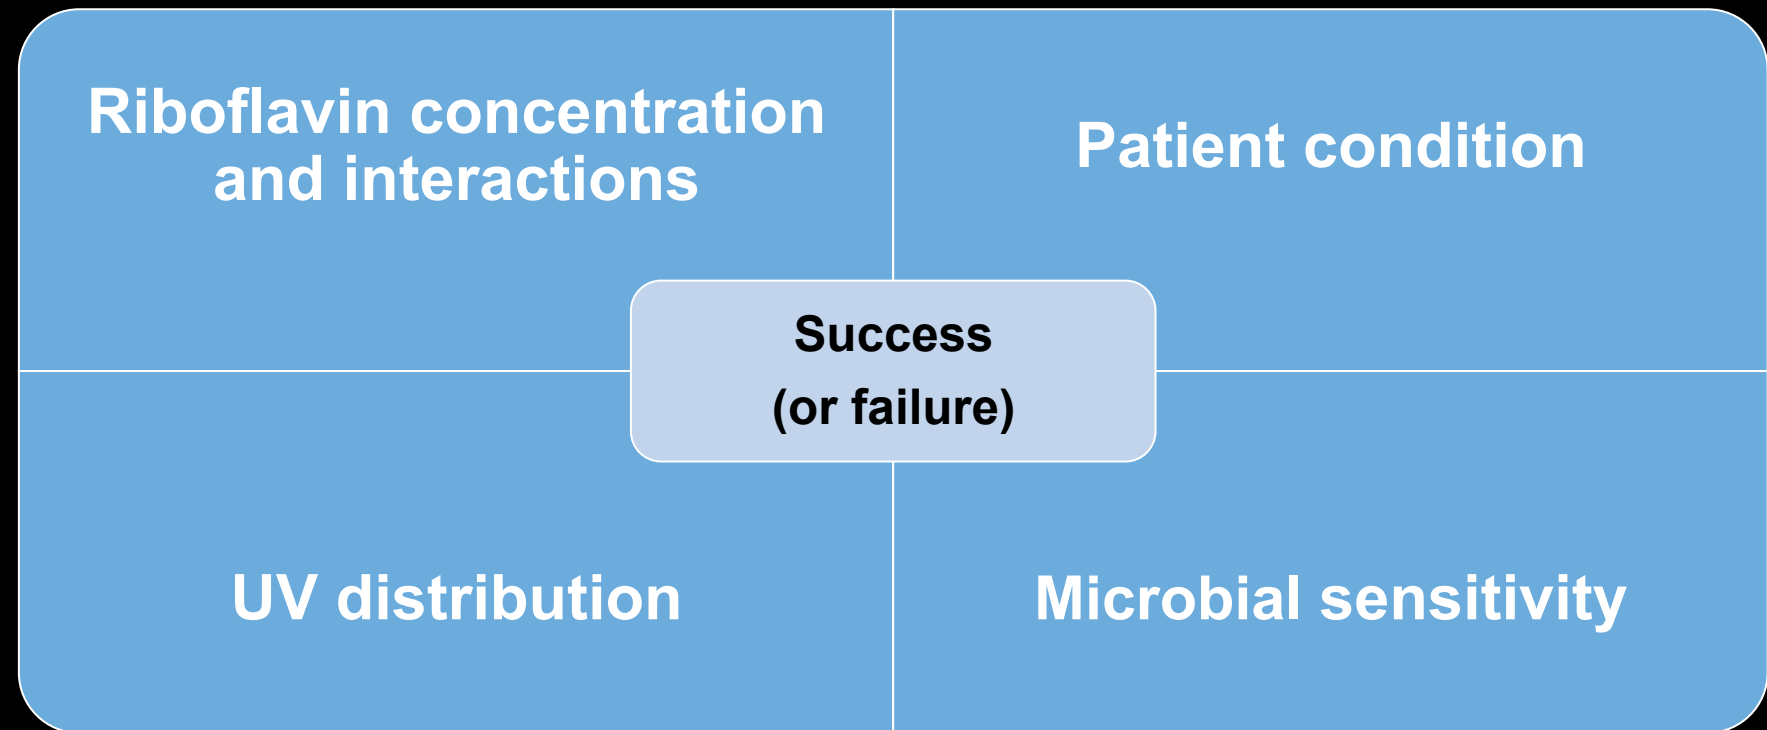 Riboflavin concentration
and interactions
Patient condition
Success
(or failure)
UV distribution
Microbial sensitivity